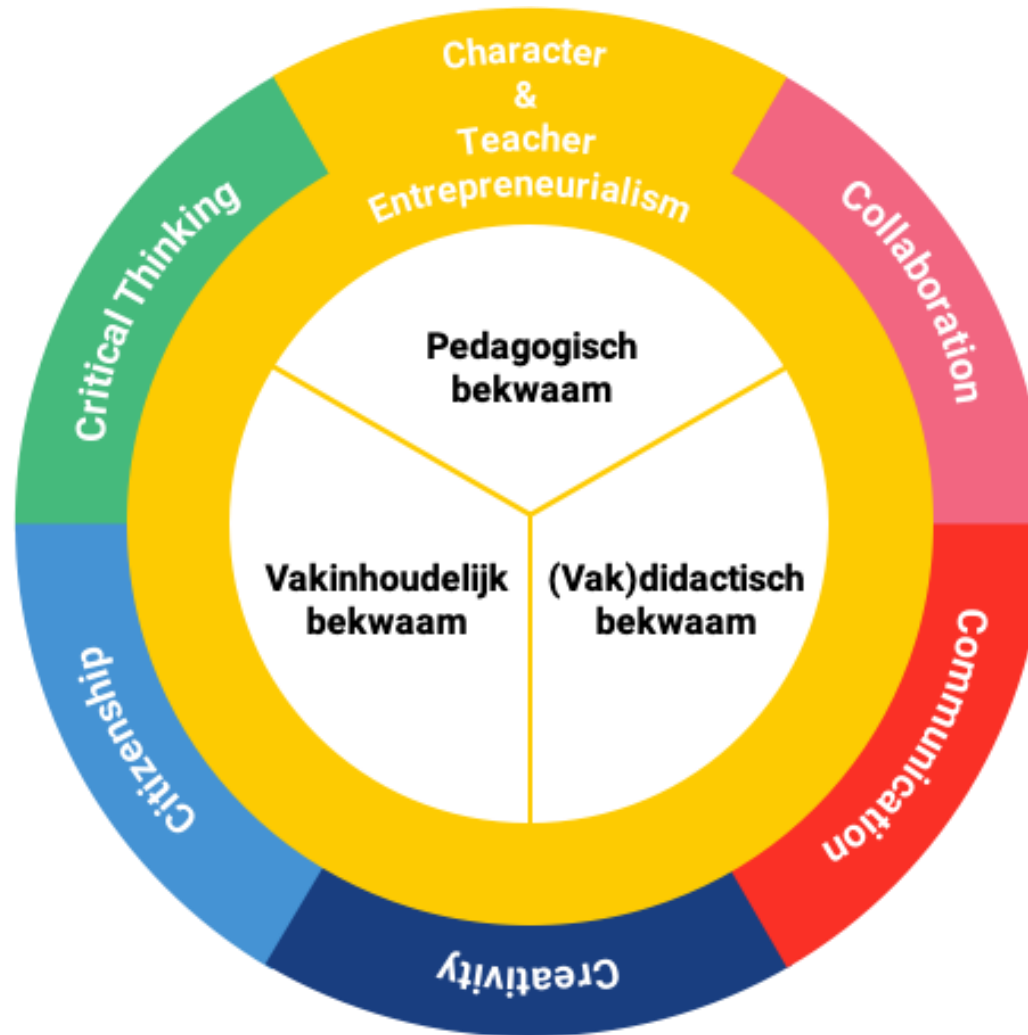 Character
&
Teacher
Entrepreneurialism
Collaboration
Communication
Creativity
Citizenship
Critical Thinking
Pedagogisch
bekwaam
Vakinhoudelijk
bekwaam
(Vak)didactisch
bekwaam